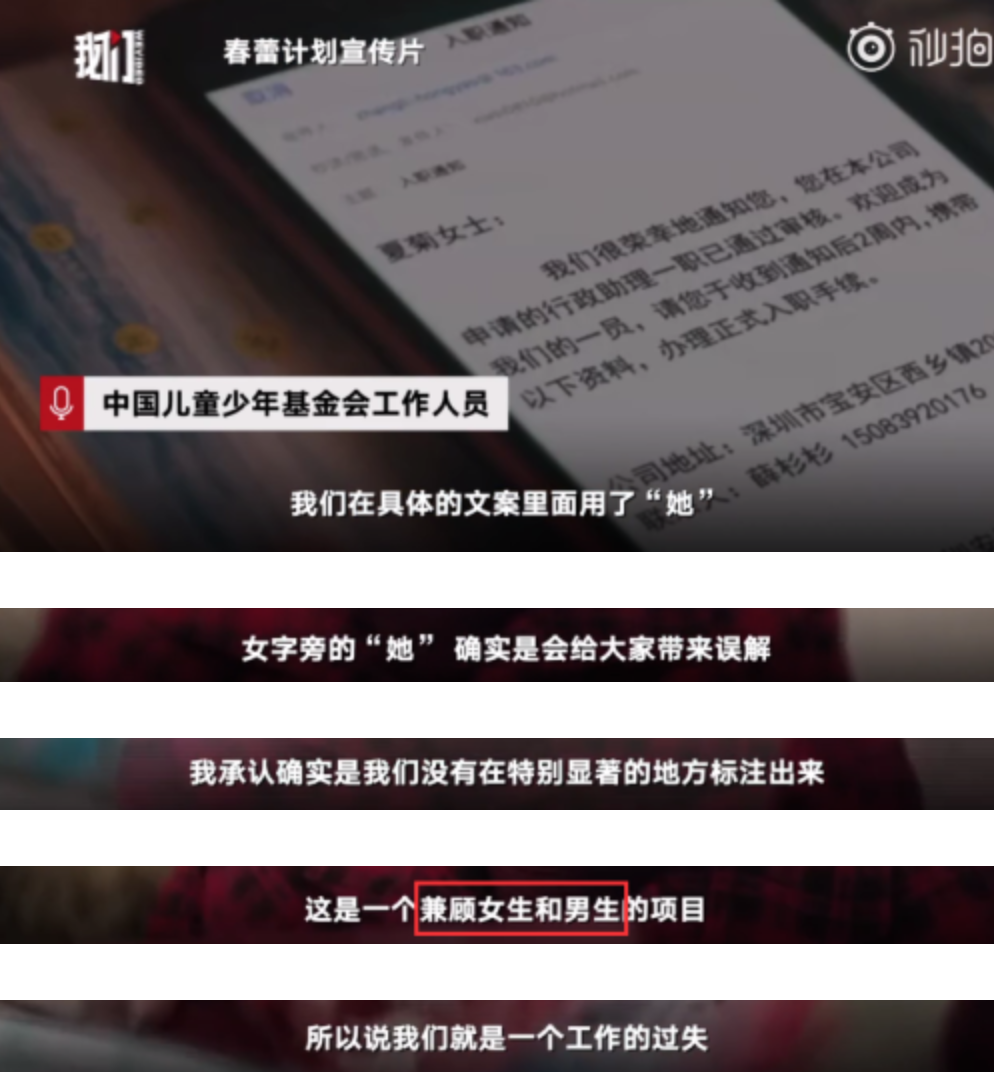 我们
春蕾计划宣传片
秒拍
入职通知
取消
主题： 入职通知
夏菊女士：
我们很荣幸地通知您，您在本公司
申请的行政助理一职已通过审核。欢迎成为
我们的一员，请您于收到通知后2周内，携带
以下资料，办理正式入职手续。
公司地址：深圳市宝安区西乡镇20
联系人：薛杉杉 15083920176
中国儿童少年基金会工作人员
我们在具体的文案里面用了“她”
女字旁的“她” 确实是会给大家带来误解
我承认确实是我们没有在特别显著的地方标注出来
这是一个兼顾女生和男生的项目
所以说我们就是一个工作的过失